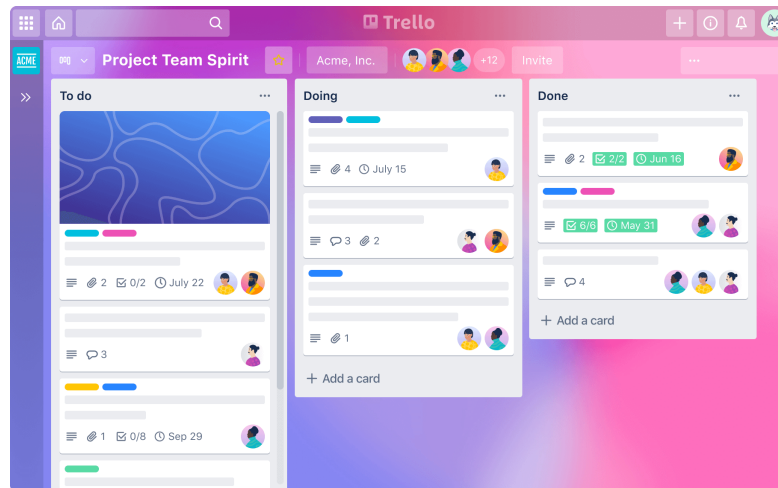 Trello
ACME
Project Team Spirit
Acme, Inc.
+12
Invite
...
To do ...
2 0/2 July 22
3
1 0/8 Sep 29
Doing ...
4 July 15
3 2
1
+ Add a card
Done ...
2 2/2 Jun 16
6/6 May 31
4
+ Add a card